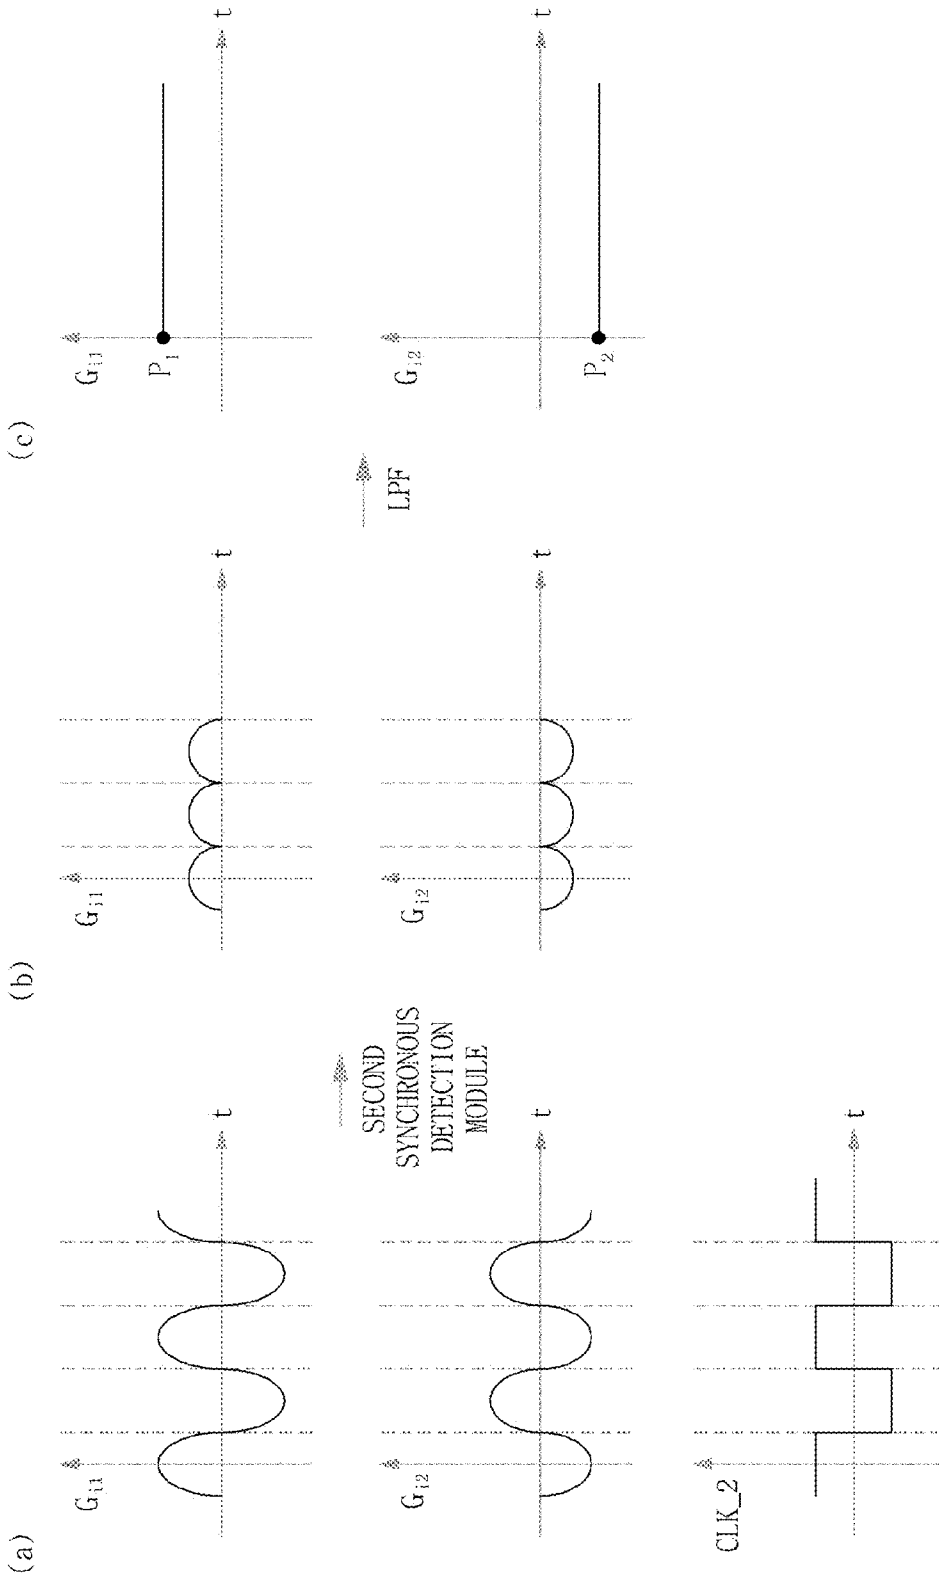 (a)
G_i1
t
G_i2
t
CLK_2
t
SECOND
SYNCHRONOUS
DETECTION
MODULE
(b)
G_i1
t
G_i2
t
LPF
(c)
G_i1
P_1
t
G_i2
P_2
t